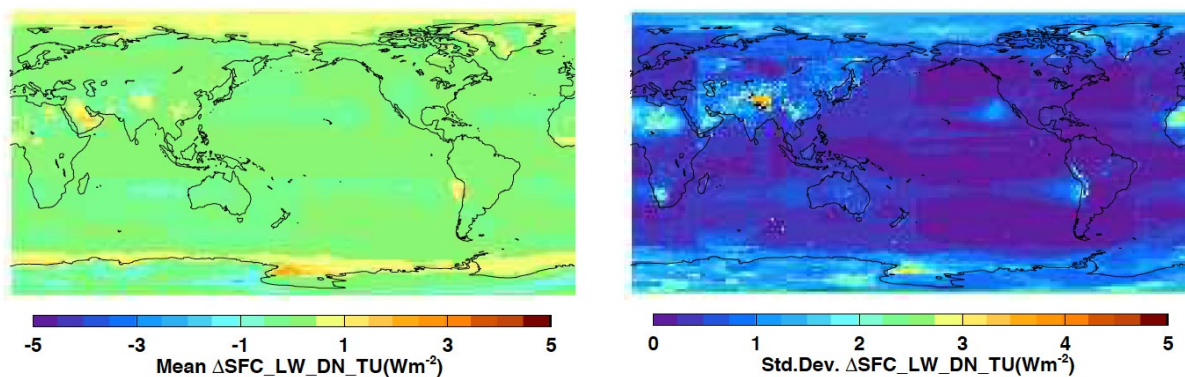 -5 -3 -1 1 3 5
Mean ΔSFC_LW_DN_TU(Wm⁻²)
0 1 2 3 4 5
Std.Dev. ΔSFC_LW_DN_TU(Wm⁻²)